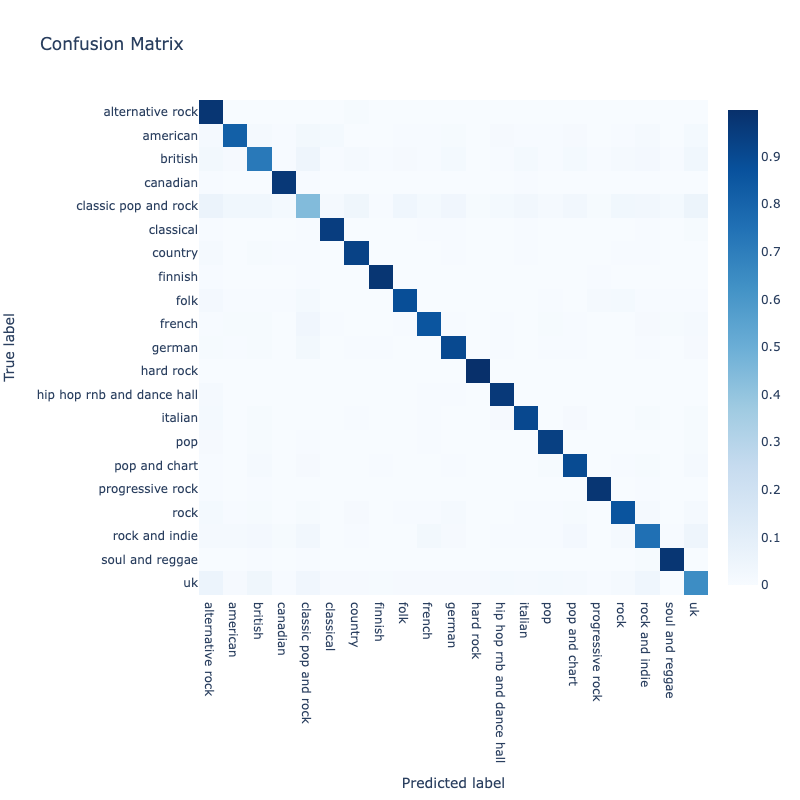 Confusion Matrix
alternative rock
american
british
canadian
classic pop and rock
classical
country
finnish
folk
french
german
hard rock
hip hop rnb and dance hall
italian
pop
pop and chart
progressive rock
rock
rock and indie
soul and reggae
uk
True label
alternative rock
american
british
canadian
classic pop and rock
classical
country
finnish
folk
french
german
hard rock
hip hop rnb and dance hall
italian
pop
pop and chart
progressive rock
rock
rock and indie
soul and reggae
uk
Predicted label
0.9
0.8
0.7
0.6
0.5
0.4
0.3
0.2
0.1
0